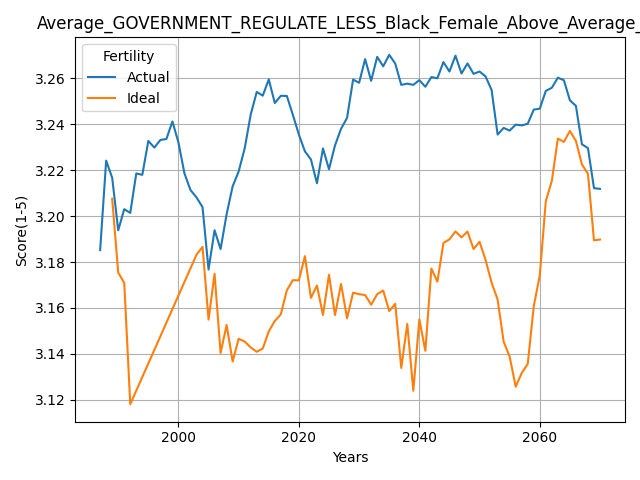 Average_GOVERNMENT_REGULATE_LESS_Black_Female_Above_Average_
Fertility
Actual
Ideal
3.26
3.24
3.22
3.20
3.18
3.16
3.14
3.12
Score(1-5)
2000 2020 2040 2060
Years